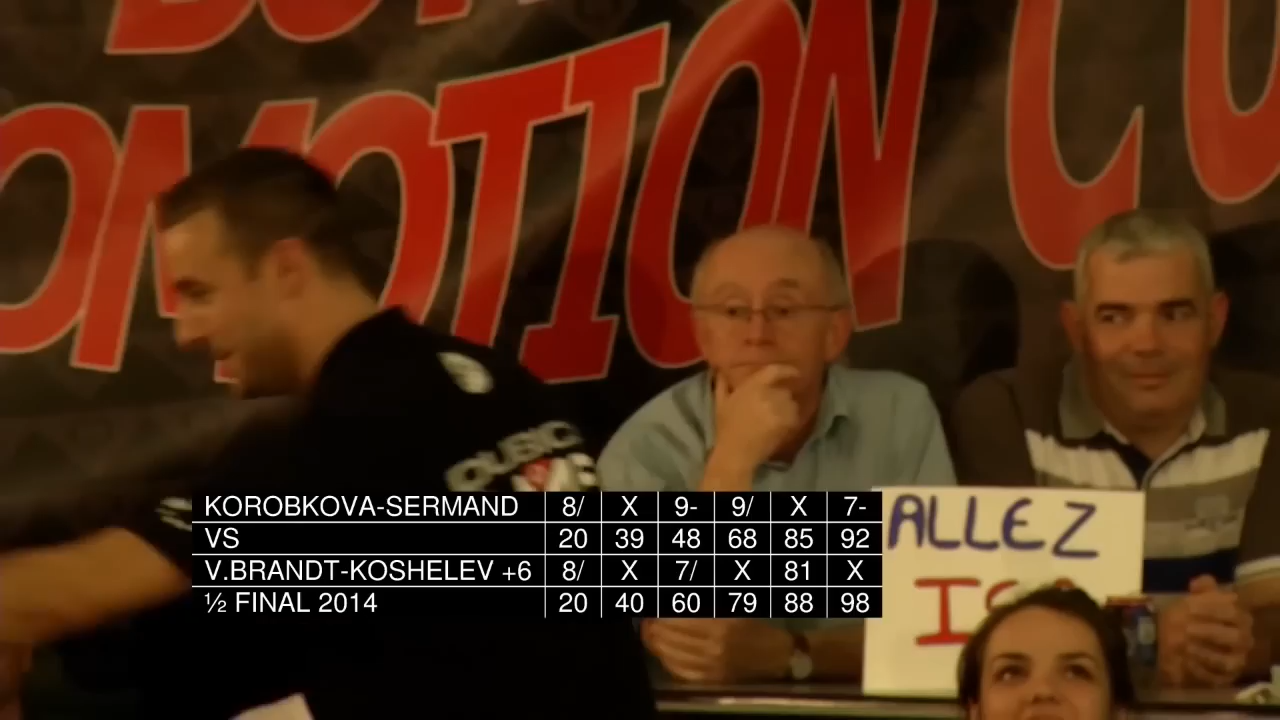 OMOTION CU
DUBIC
KOROBKOVA-SERMAND 8/ X 9- 9/ X 7-
VS 20 39 48 68 85 92
V.BRANDT-KOSHELEV +6 8/ X 7/ X 81 X
½ FINAL 2014 20 40 60 79 88 98
ALLEZ